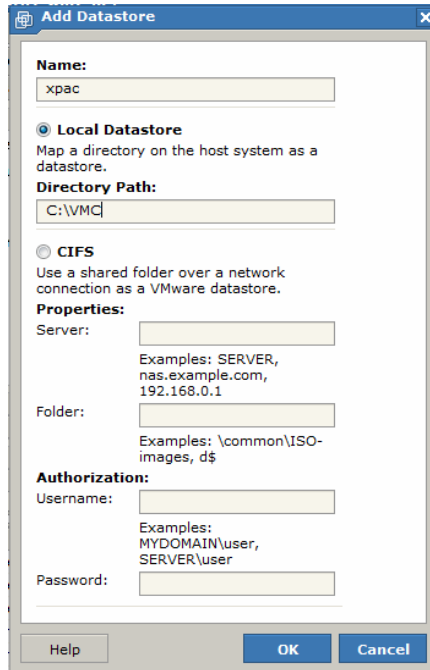 Add Datastore
Name:
xpac
Local Datastore
Map a directory on the host system as a
datastore.
Directory Path:
C:\VMC
CIFS
Use a shared folder over a network
connection as a VMware datastore.
Properties:
Server:
Examples: SERVER,
nas.example.com,
192.168.0.1
Folder:
Examples: \common\ISO-
images, d$
Authorization:
Username:
Examples:
MYDOMAIN\user,
SERVER\user
Password:
Help
OK
Cancel